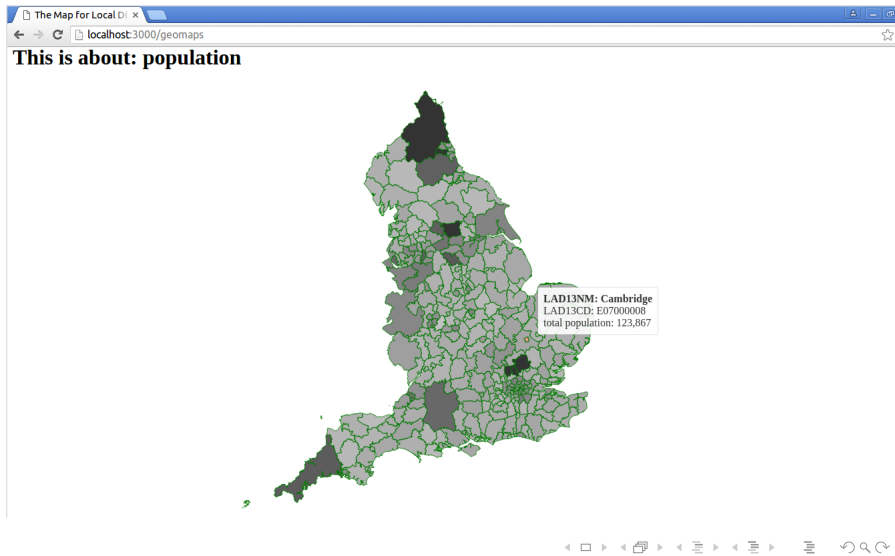 The Map for Local Di
localhost:3000/geomaps
This is about: population
LAD13NM: Cambridge
LAD13CD: E07000008
total population: 123,867